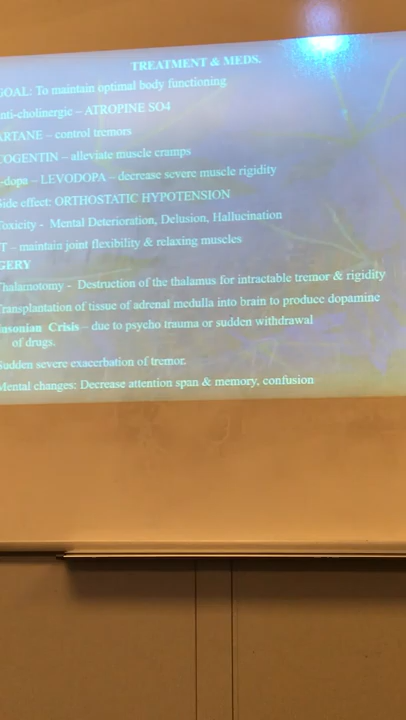 TREATMENT & MEDS.
GOAL: To maintain optimal body functioning
nti-cholinergic – ATROPINE SO4
ARTANE – control tremors
COGENTIN – alleviate muscle cramps
-dopa – LEVODOPA – decrease severe muscle rigidity
Side effect: ORTHOSTATIC HYPOTENSION
Toxicity - Mental Deterioration, Delusion, Hallucination
T – maintain joint flexibility & relaxing muscles
GERY
Thalamotomy - Destruction of the thalamus for intractable tremor & rigidity
Transplantation of tissue of adrenal medulla into brain to produce dopamine
insonian Crisis – due to psycho trauma or sudden withdrawal
of drugs.
Sudden severe exacerbation of tremor.
Mental changes: Decrease attention span & memory, confusion